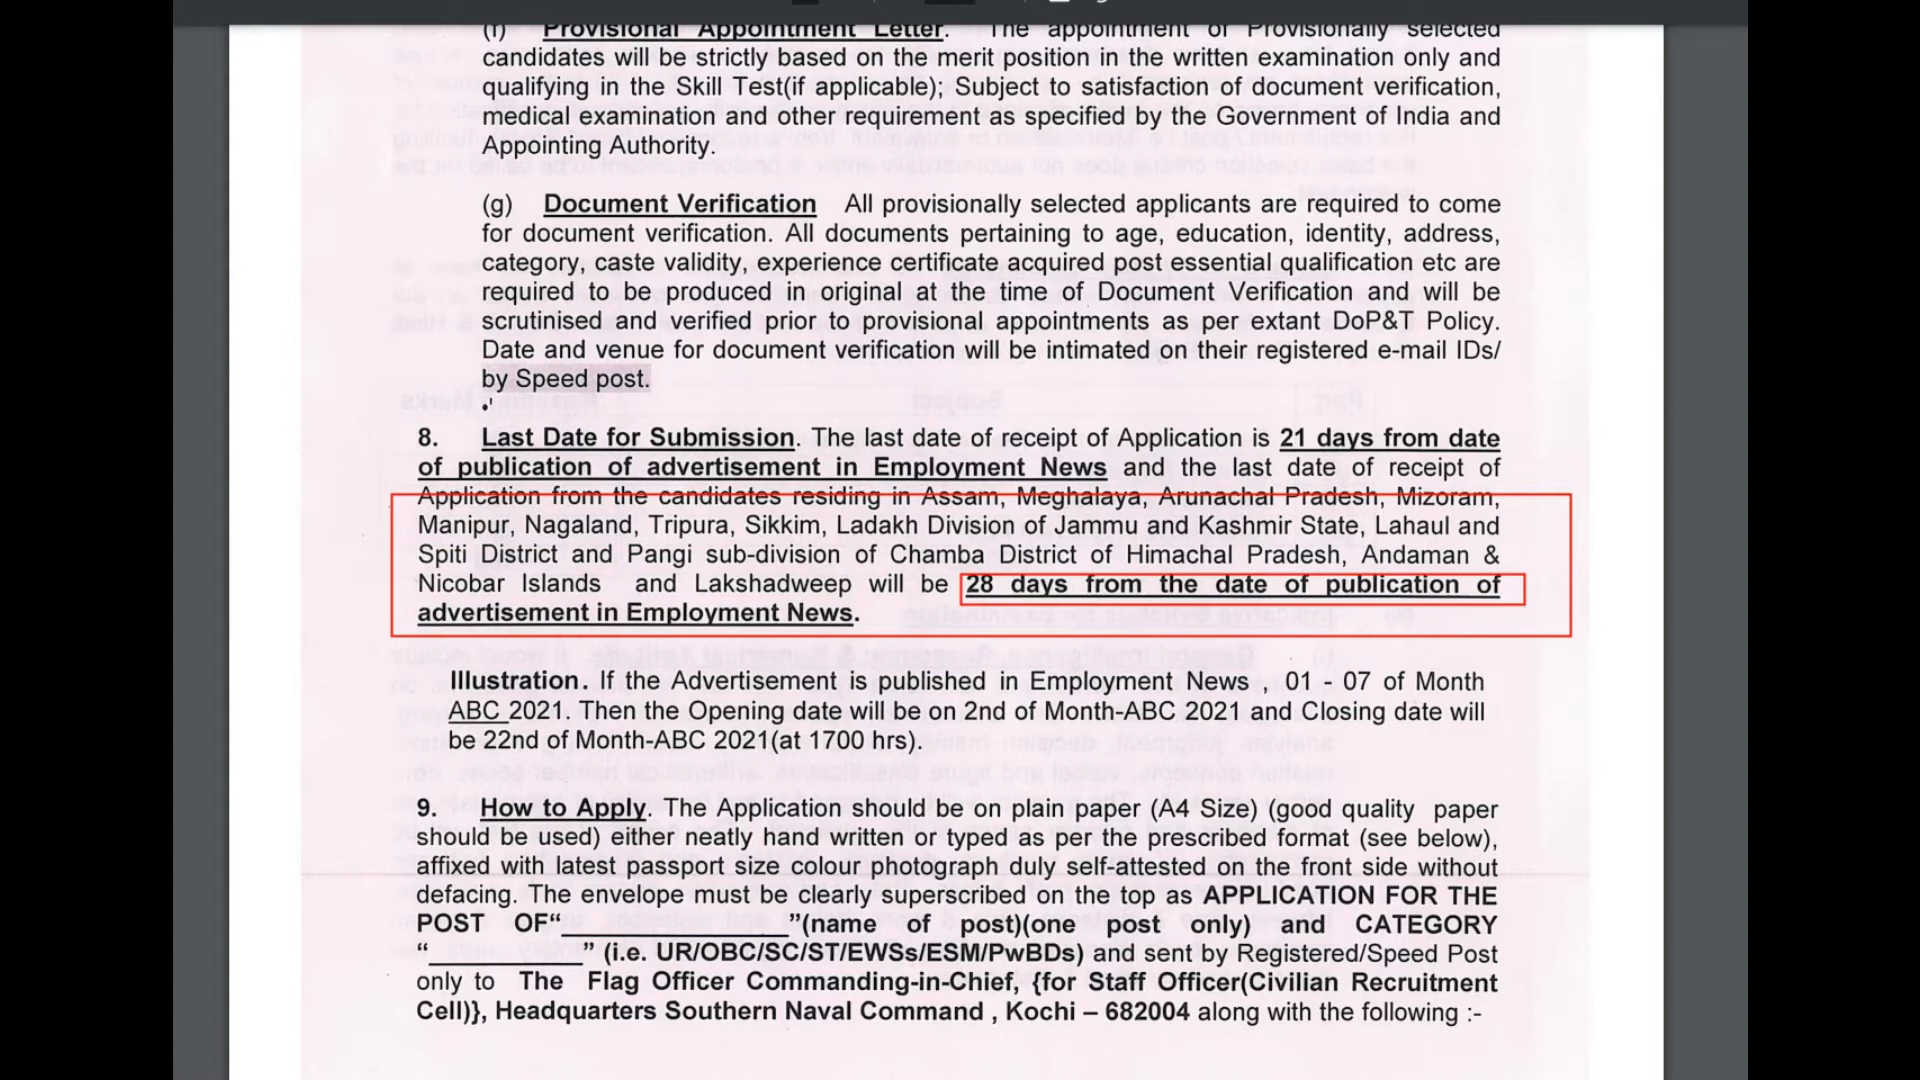 (f) Provisional Appointment Letter. The appointment of Provisionally selected
candidates will be strictly based on the merit position in the written examination only and
qualifying in the Skill Test(if applicable); Subject to satisfaction of document verification,
medical examination and other requirement as specified by the Government of India and
Appointing Authority.
(g) Document Verification All provisionally selected applicants are required to come
for document verification. All documents pertaining to age, education, identity, address,
category, caste validity, experience certificate acquired post essential qualification etc are
required to be produced in original at the time of Document Verification and will be
scrutinised and verified prior to provisional appointments as per extant DoP&T Policy.
Date and venue for document verification will be intimated on their registered e-mail IDs/
by Speed post.
8. Last Date for Submission. The last date of receipt of Application is 21 days from date
of publication of advertisement in Employment News and the last date of receipt of
Application from the candidates residing in Assam, Meghalaya, Arunachal Pradesh, Mizoram,
Manipur, Nagaland, Tripura, Sikkim, Ladakh Division of Jammu and Kashmir State, Lahaul and
Spiti District and Pangi sub-division of Chamba District of Himachal Pradesh, Andaman &
Nicobar Islands and Lakshadweep will be 28 days from the date of publication of
advertisement in Employment News.
Illustration. If the Advertisement is published in Employment News , 01 - 07 of Month
ABC 2021. Then the Opening date will be on 2nd of Month-ABC 2021 and Closing date will
be 22nd of Month-ABC 2021(at 1700 hrs).
9. How to Apply. The Application should be on plain paper (A4 Size) (good quality paper
should be used) either neatly hand written or typed as per the prescribed format (see below),
affixed with latest passport size colour photograph duly self-attested on the front side without
defacing. The envelope must be clearly superscribed on the top as APPLICATION FOR THE
POST OF“_______________”(name of post)(one post only) and CATEGORY
“__________” (i.e. UR/OBC/SC/ST/EWSs/ESM/PwBDs) and sent by Registered/Speed Post
only to The Flag Officer Commanding-in-Chief, {for Staff Officer(Civilian Recruitment
Cell)}, Headquarters Southern Naval Command , Kochi – 682004 along with the following :-